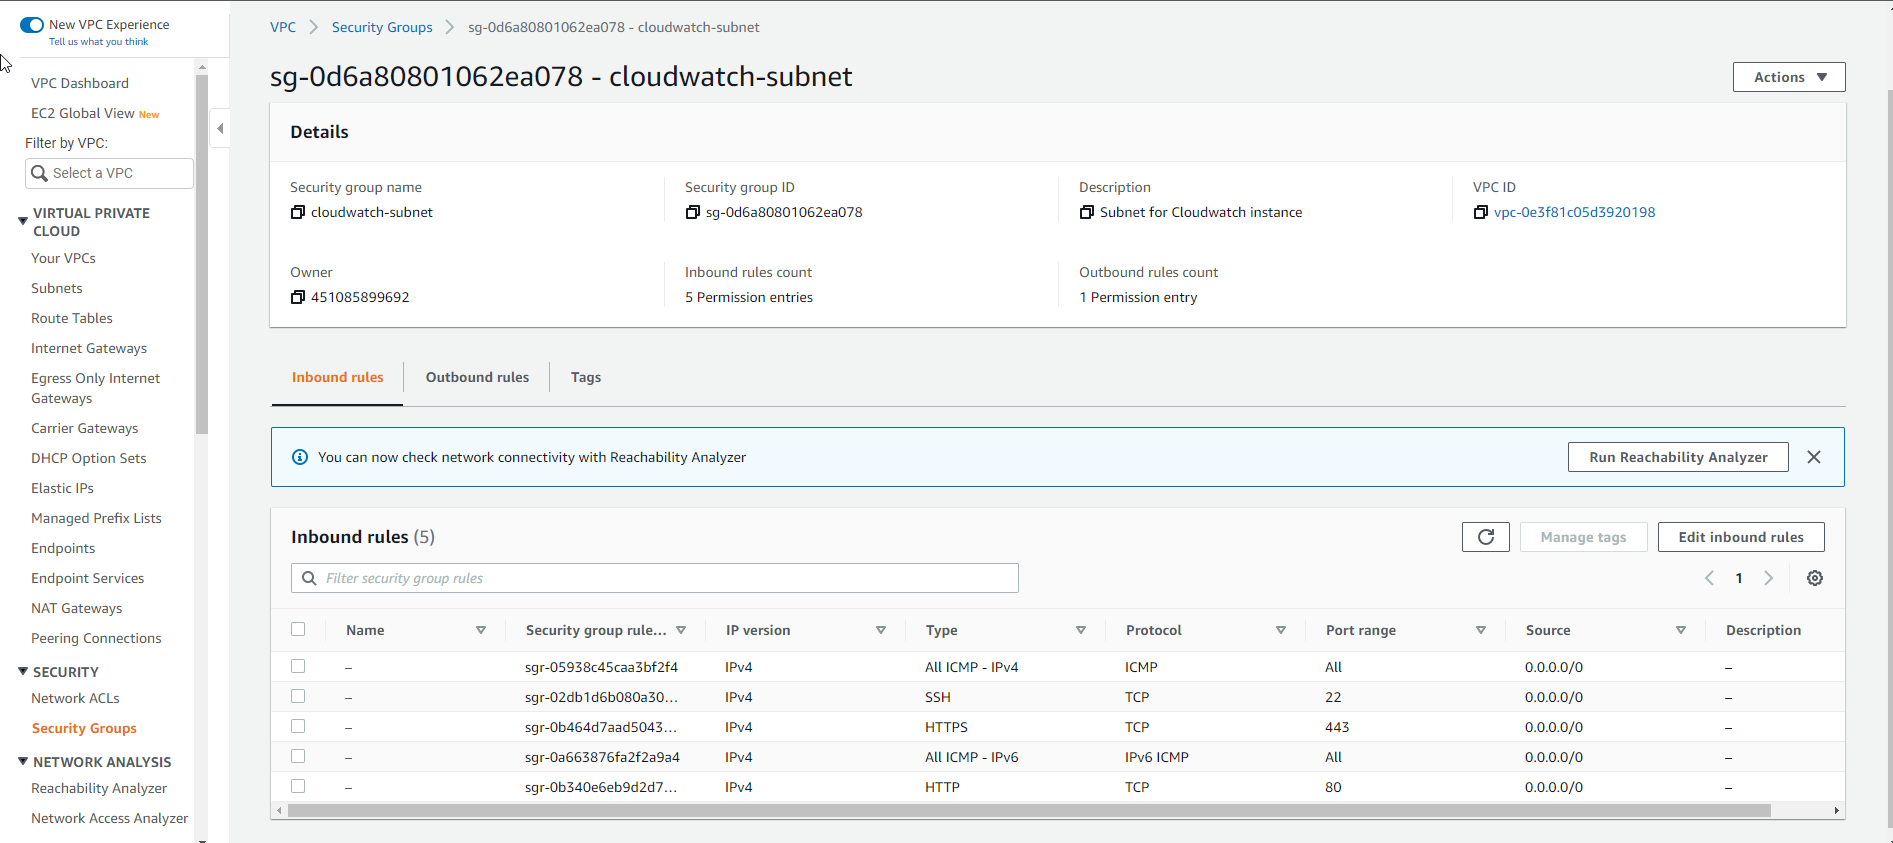 New VPC Experience
Tell us what you think
VPC Dashboard
EC2 Global View New
Filter by VPC:
Select a VPC
VIRTUAL PRIVATE
CLOUD
Your VPCs
Subnets
Route Tables
Internet Gateways
Egress Only Internet
Gateways
Carrier Gateways
DHCP Option Sets
Elastic IPs
Managed Prefix Lists
Endpoints
Endpoint Services
NAT Gateways
Peering Connections
SECURITY
Network ACLs
Security Groups
NETWORK ANALYSIS
Reachability Analyzer
Network Access Analyzer
VPC Security Groups sg-0d6a80801062ea078 - cloudwatch-subnet
sg-0d6a80801062ea078 - cloudwatch-subnet
Actions
Details
Security group name Security group ID Description VPC ID
cloudwatch-subnet sg-0d6a80801062ea078 Subnet for Cloudwatch instance vpc-0e3f81c05d3920198
Owner Inbound rules count Outbound rules count
451085899692 5 Permission entries 1 Permission entry
Inbound rules Outbound rules Tags
You can now check network connectivity with Reachability Analyzer Run Reachability Analyzer
Inbound rules (5) Manage tags Edit inbound rules
Filter security group rules 1
Name Security group rule... IP version Type Protocol Port range Source Description
– sgr-05938c45caa3bf2f4 IPv4 All ICMP - IPv4 ICMP All 0.0.0.0/0 –
– sgr-02db1d6b080a30... IPv4 SSH TCP 22 0.0.0.0/0 –
– sgr-0b464d7aad5043... IPv4 HTTPS TCP 443 0.0.0.0/0 –
– sgr-0a663876fa2f2a9a4 IPv4 All ICMP - IPv6 IPv6 ICMP All 0.0.0.0/0 –
– sgr-0b340e6eb9d2d7... IPv4 HTTP TCP 80 0.0.0.0/0 –